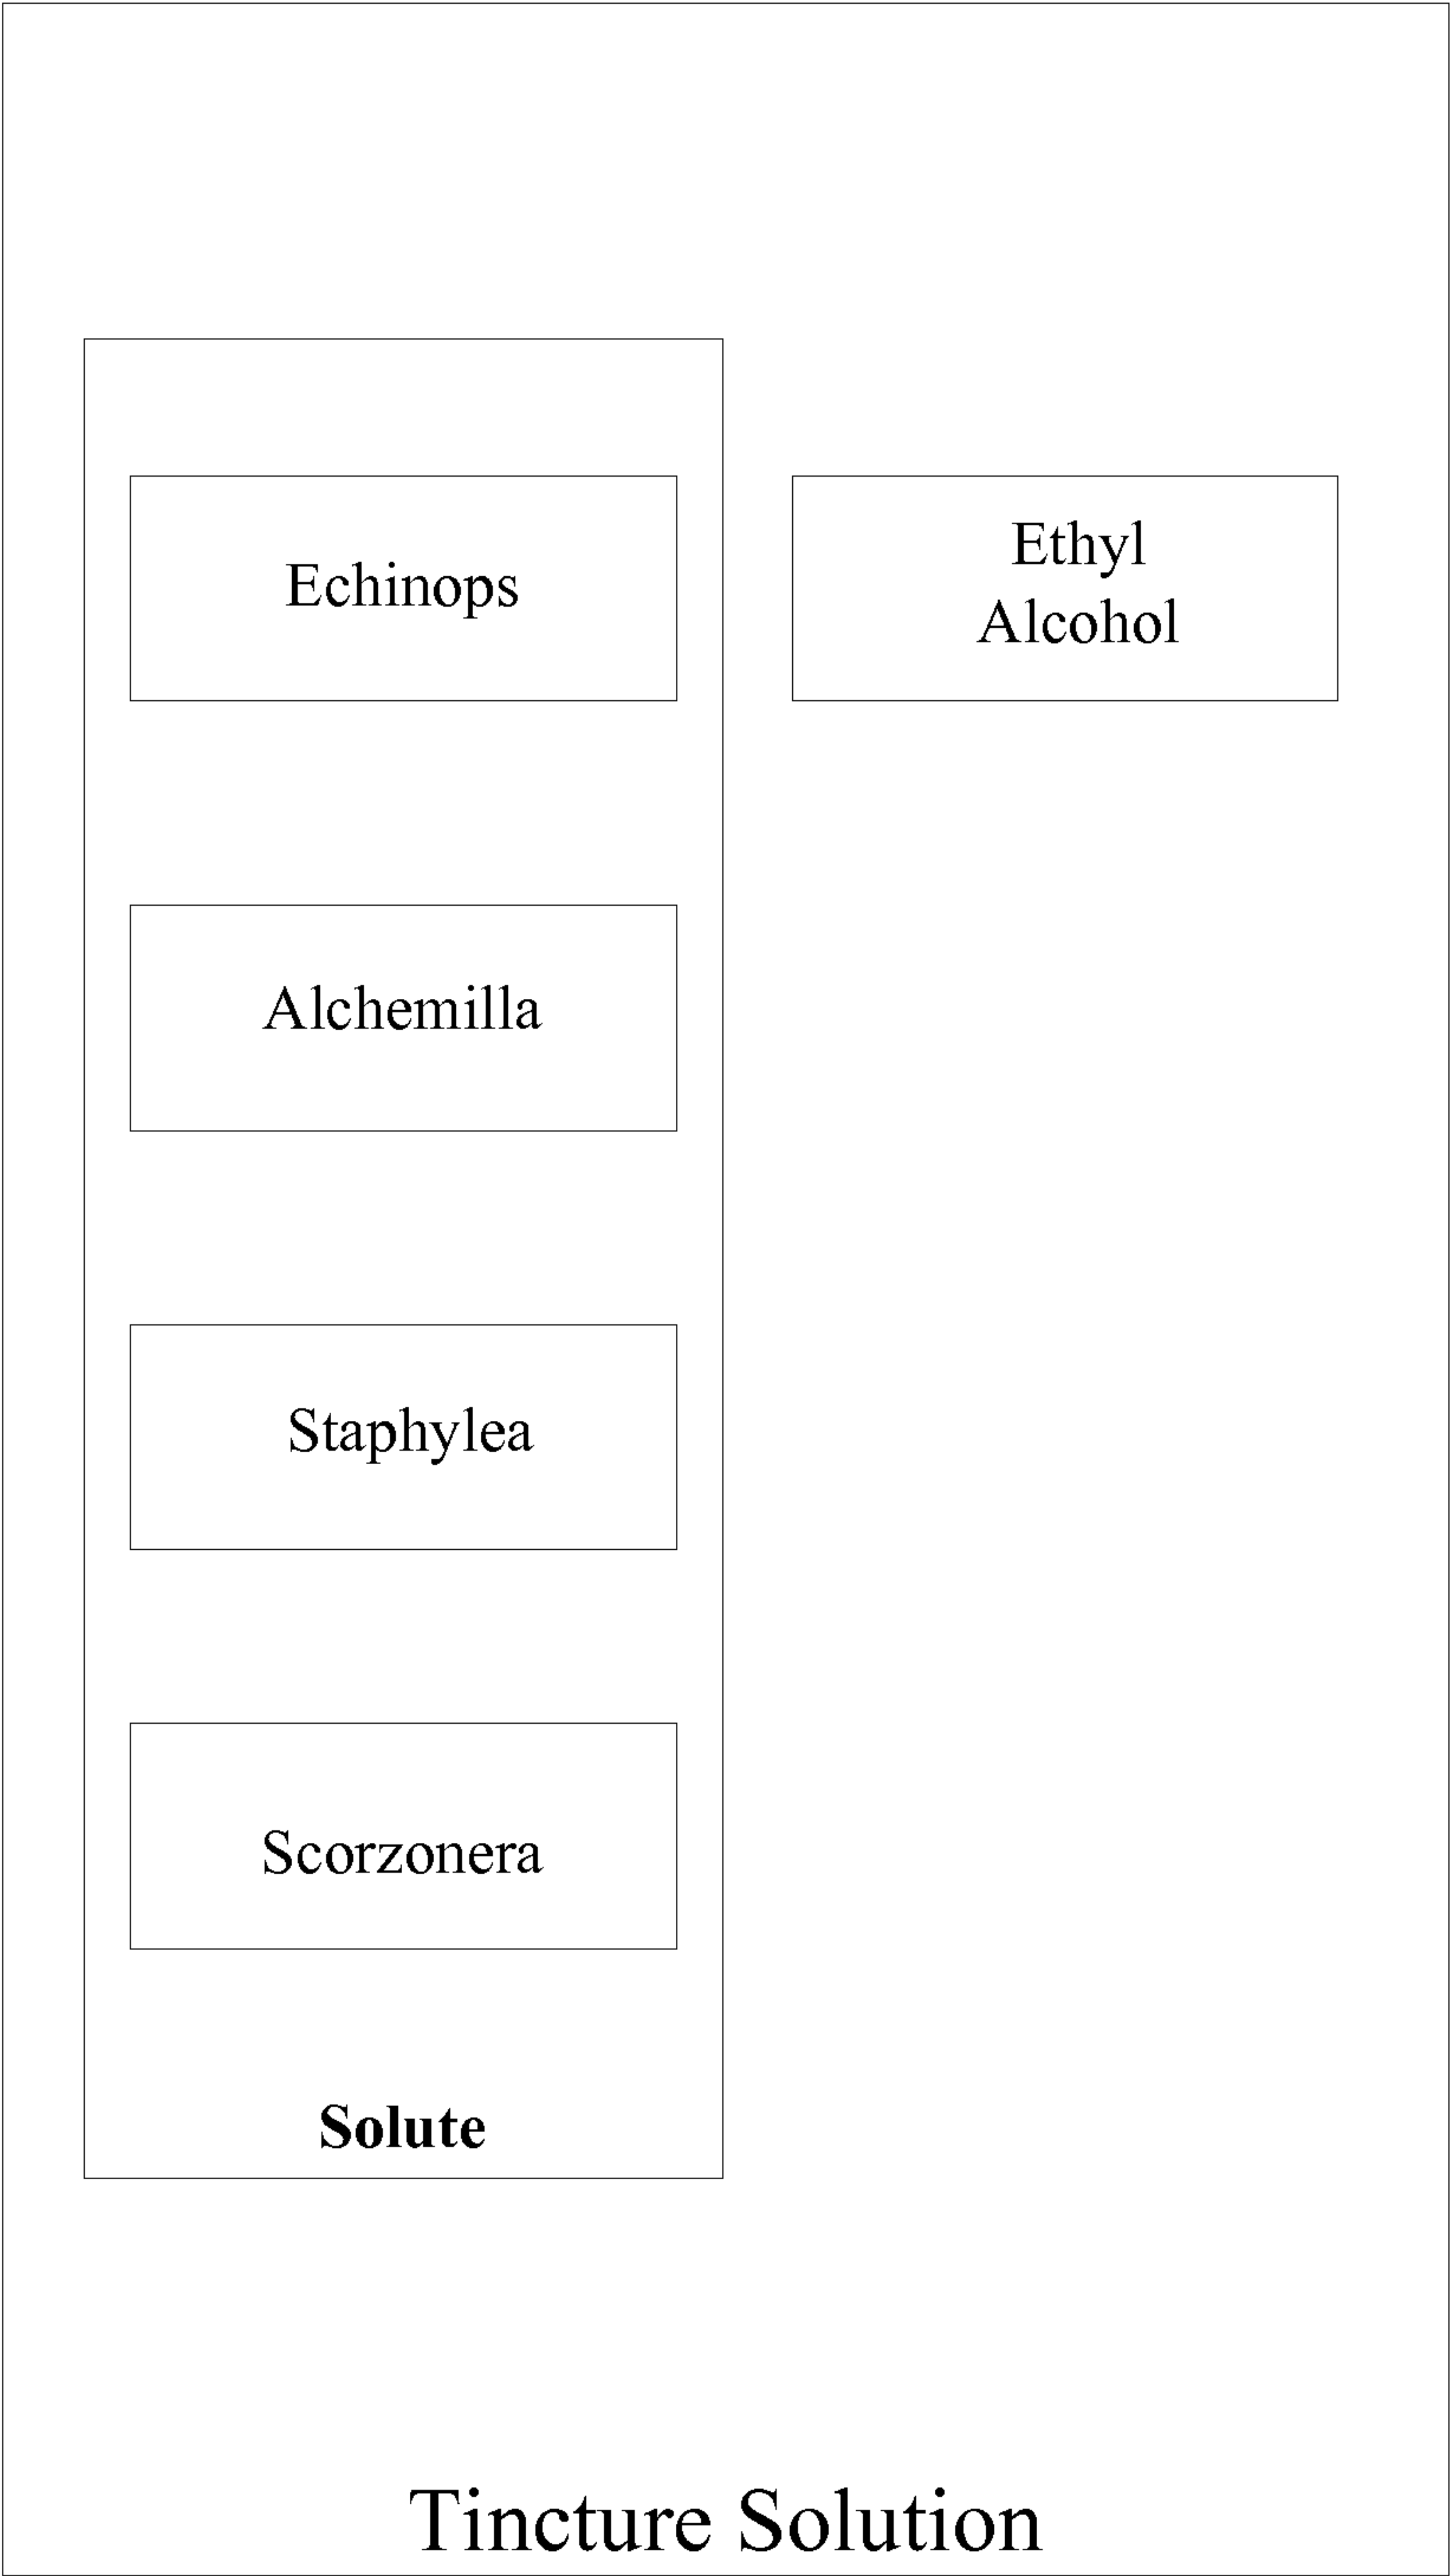 Echinops
Ethyl
Alcohol
Alchemilla
Staphylea
Scorzonera
Solute
Tincture Solution